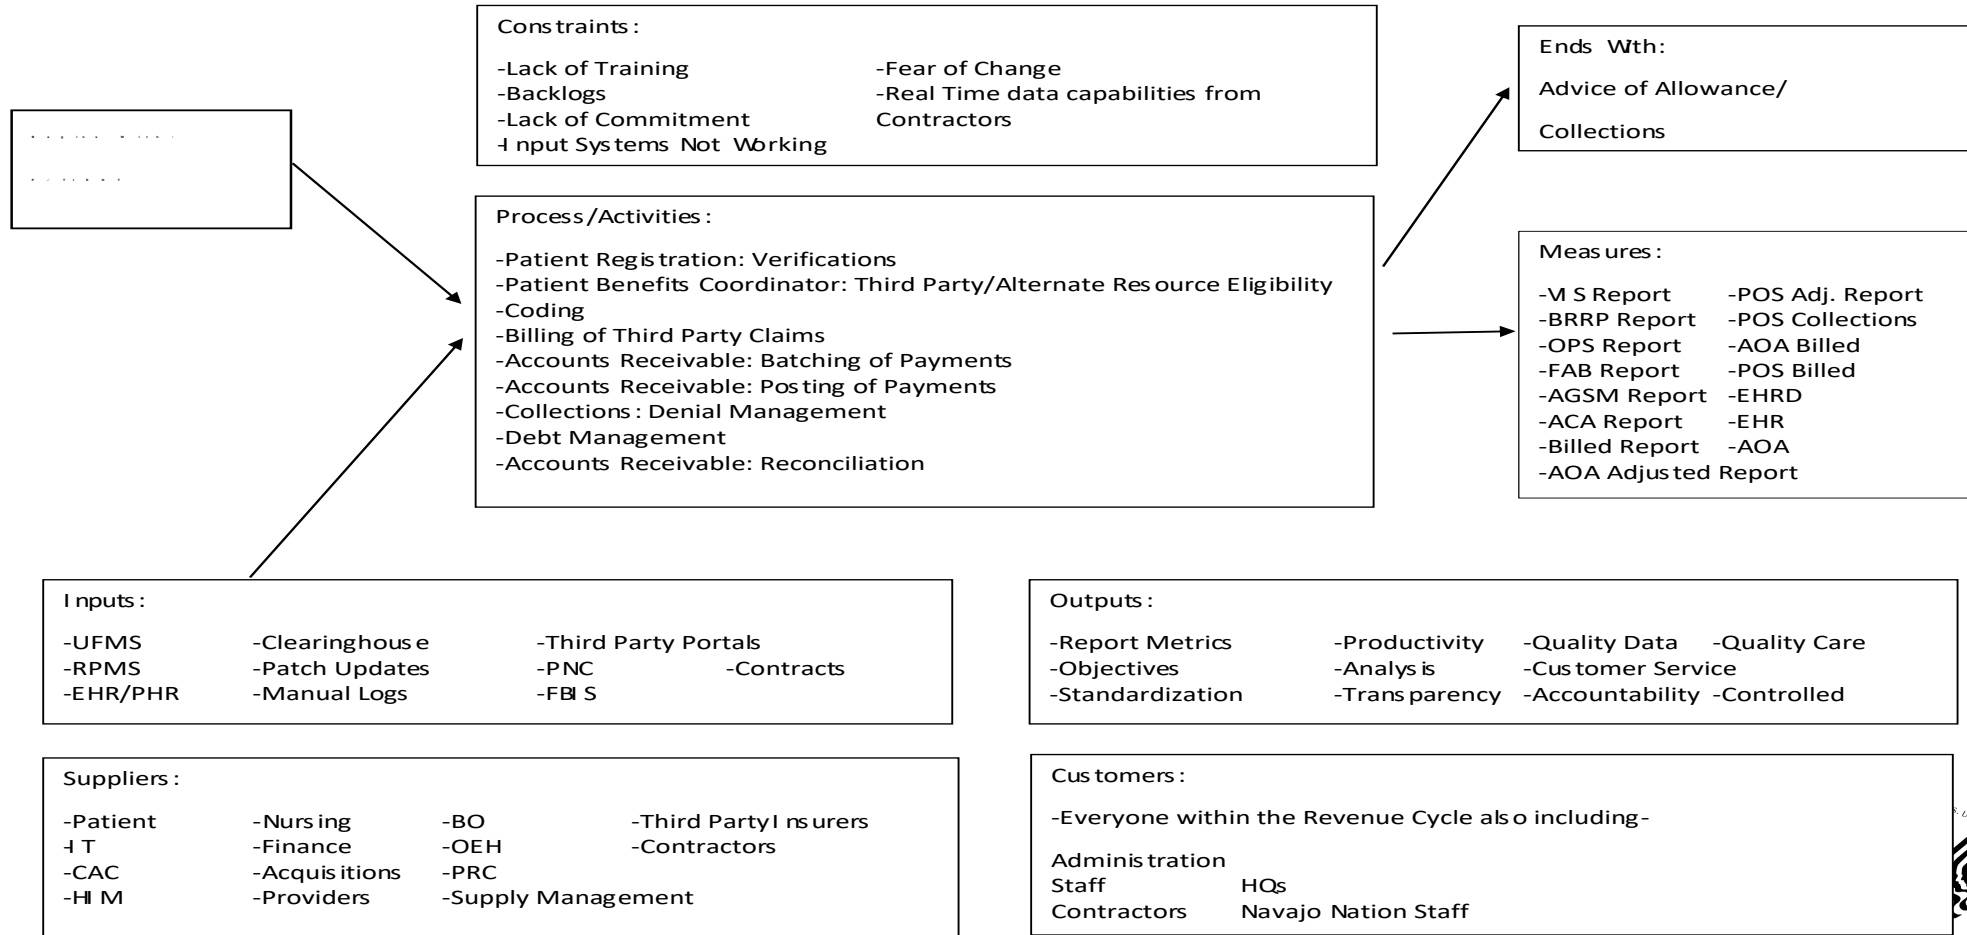 Constraints:
-Lack of Training
-Backlogs
-Lack of Commitment
-Input Systems Not Working
-Fear of Change
-Real Time data capabilities from
Contractors
Ends With:
Advice of Allowance/
Collections
Process/Activities:
-Patient Registration: Verifications
-Patient Benefits Coordinator: Third Party/Alternate Resource Eligibility
-Coding
-Billing of Third Party Claims
-Accounts Receivable: Batching of Payments
-Accounts Receivable: Posting of Payments
-Collections: Denial Management
-Debt Management
-Accounts Receivable: Reconciliation
Measures:
-VIS Report -POS Adj. Report
-BRRP Report -POS Collections
-OPS Report -AOA Billed
-FAB Report -POS Billed
-AGSM Report -EHRD
-ACA Report -EHR
-Billed Report -AOA
-AOA Adjusted Report
Inputs:
-UFMS -Clearinghouse -Third Party Portals
-RPMS -Patch Updates -PNC -Contracts
-EHR/PHR -Manual Logs -FBIS
Outputs:
-Report Metrics -Productivity -Quality Data -Quality Care
-Objectives -Analysis -Customer Service
-Standardization -Transparency -Accountability -Controlled
Suppliers:
-Patient -Nursing -BO -Third Party Insurers
-IT -Finance -OEH -Contractors
-CAC -Acquisitions -PRC
-HIM -Providers -Supply Management
Customers:
-Everyone within the Revenue Cycle also including-
Administration
Staff HQs
Contractors Navajo Nation Staff